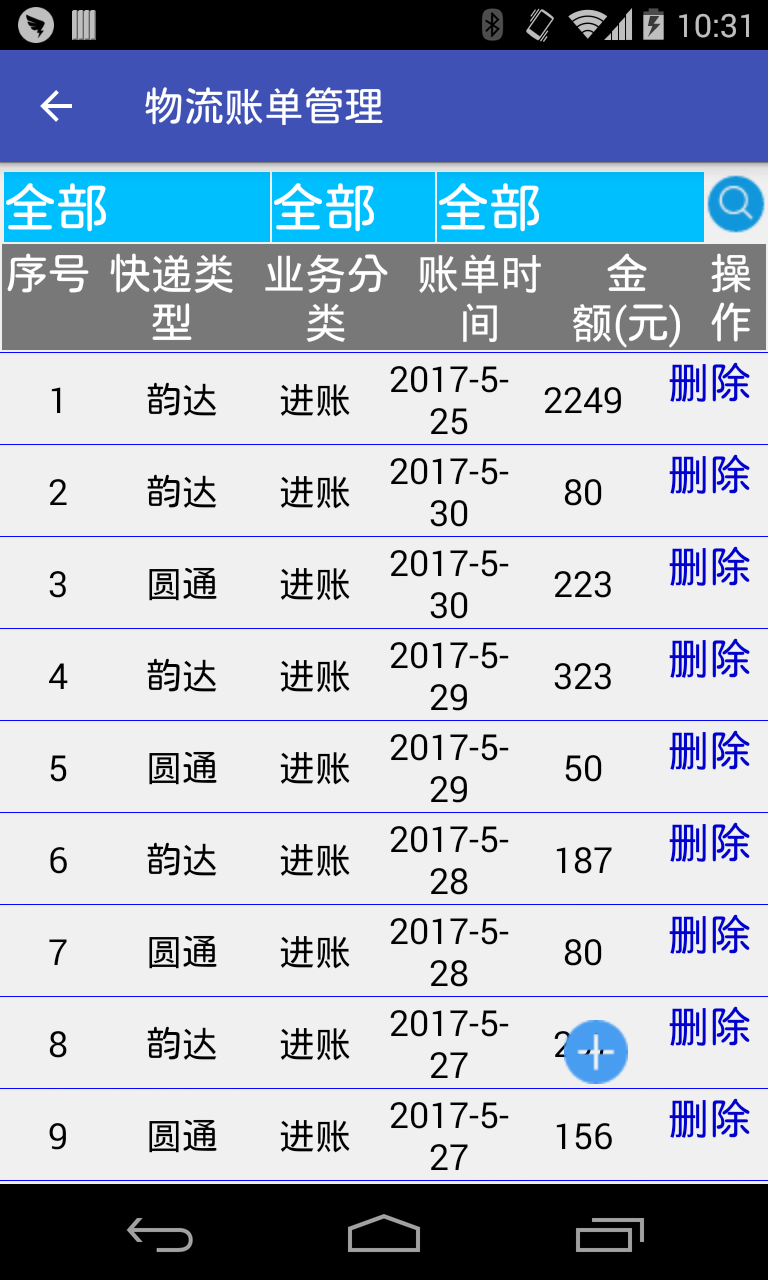 10:31
物流账单管理
全部 全部 全部
序号 快递类型 业务分类 账单时间 金额(元) 操作
1 韵达 进账 2017-5-25 2249 删除
2 韵达 进账 2017-5-30 80 删除
3 圆通 进账 2017-5-30 223 删除
4 韵达 进账 2017-5-29 323 删除
5 圆通 进账 2017-5-29 50 删除
6 韵达 进账 2017-5-28 187 删除
7 圆通 进账 2017-5-28 80 删除
8 韵达 进账 2017-5-27 删除
9 圆通 进账 2017-5-27 156 删除